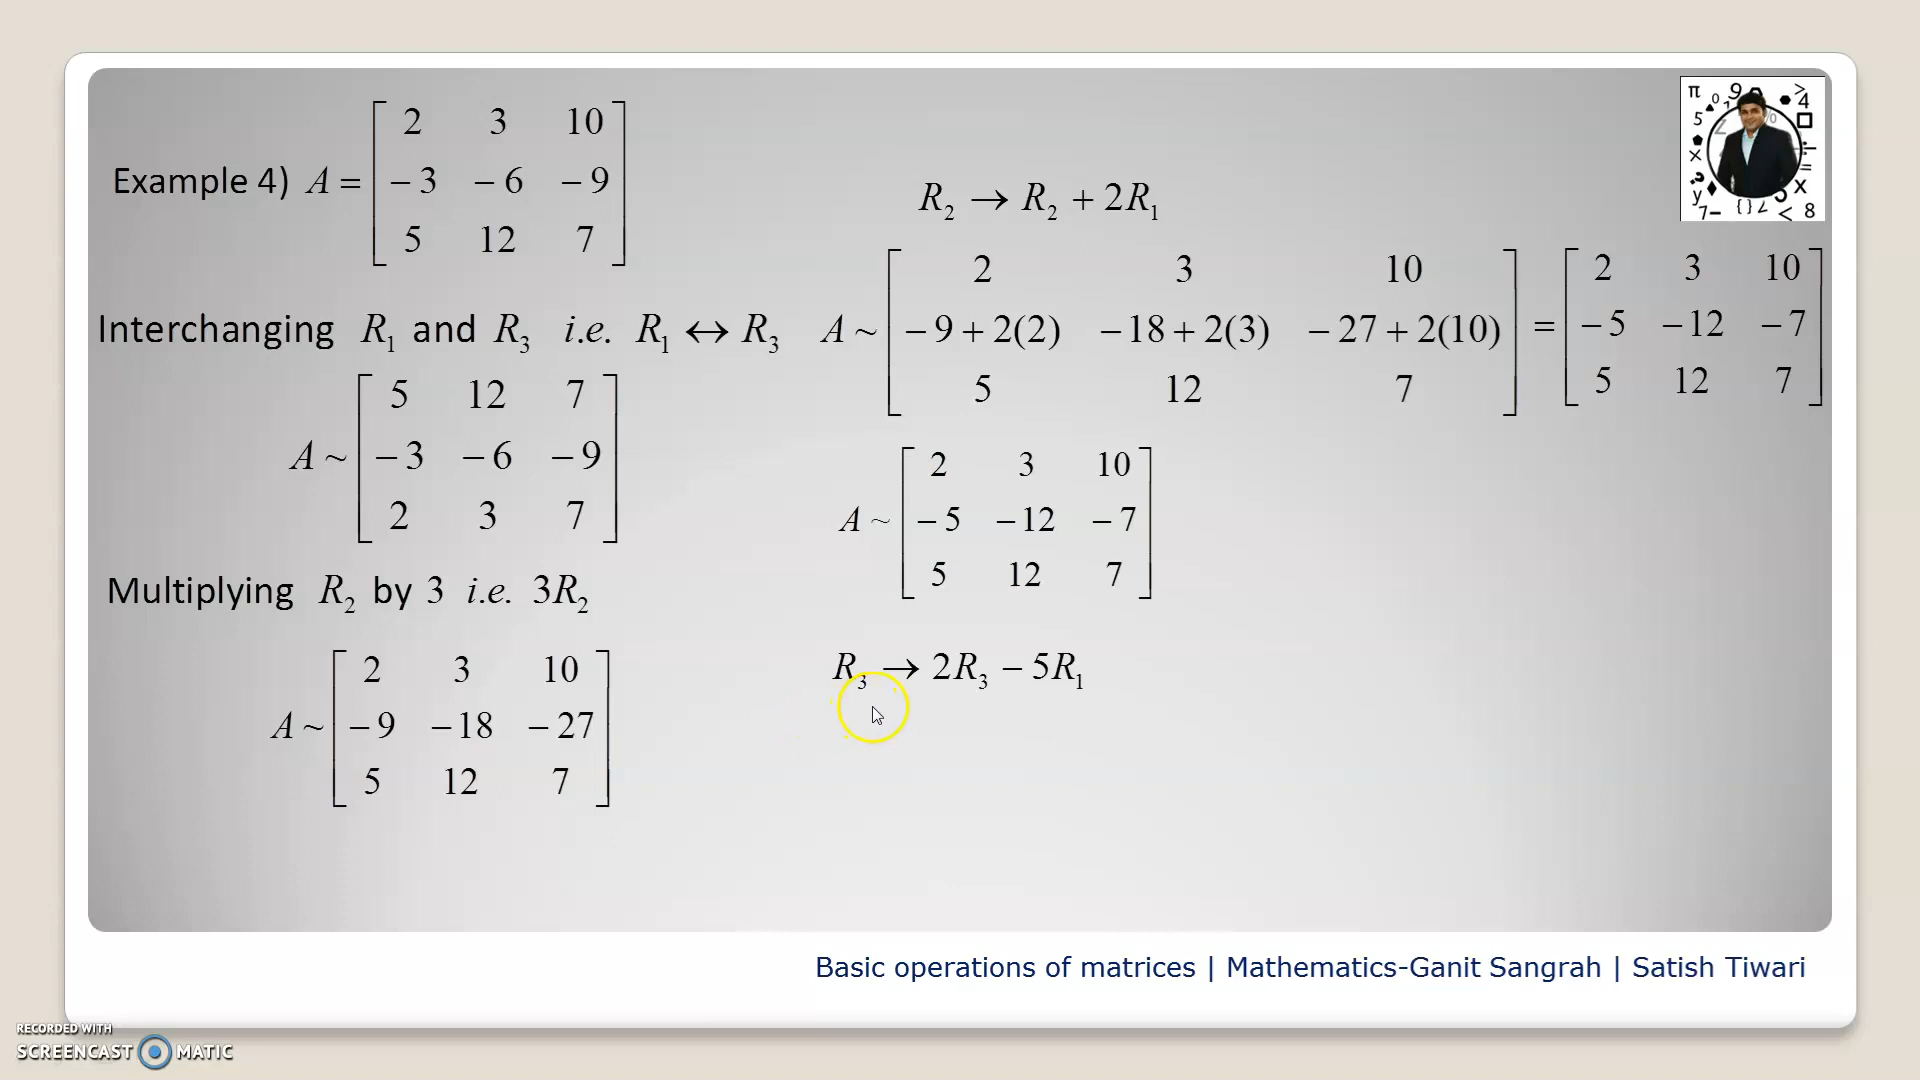 Example 4) A = [ 2 3 10
-3 -6 -9
5 12 7 ]
Interchanging R₁ and R₃ i.e. R₁ ↔ R₃
A ~ [ 5 12 7
-3 -6 -9
2 3 7 ]
Multiplying R₂ by 3 i.e. 3R₂
A ~ [ 2 3 10
-9 -18 -27
5 12 7 ]
R₂ → R₂ + 2R₁
A ~ [ 2 3 10
-9 + 2(2) -18 + 2(3) -27 + 2(10)
5 12 7 ]
= [ 2 3 10
-5 -12 -7
5 12 7 ]
A ~ [ 2 3 10
-5 -12 -7
5 12 7 ]
R₃ → 2R₃ - 5R₁
Basic operations of matrices | Mathematics-Ganit Sangrah | Satish Tiwari
RECORDED WITH
SCREENCAST MATIC